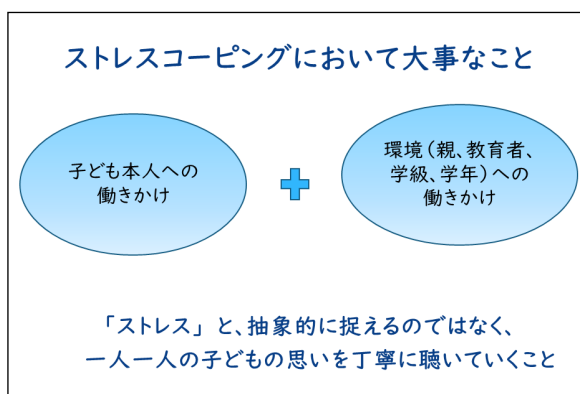 ストレスコーピングにおいて大事なこと
子ども本人への
働きかけ
環境（親、教育者、
学級、学年）への
働きかけ
「ストレス」と、抽象的に捉えるのではなく、
一人一人の子どもの思いを丁寧に聴いていくこと